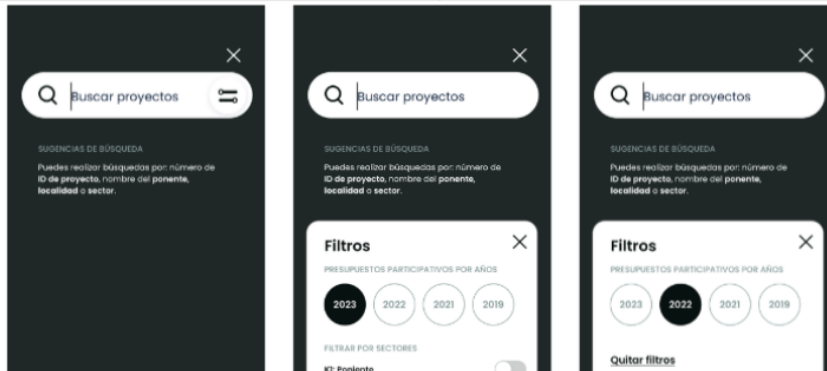 Buscar proyectos
SUGENCIAS DE BÚSQUEDA
Puedes realizar búsquedas por: número de
ID de proyecto, nombre del ponente,
localidad o sector.
Buscar proyectos
SUGENCIAS DE BÚSQUEDA
Puedes realizar búsquedas por: número de
ID de proyecto, nombre del ponente,
localidad o sector.
Filtros
PRESUPUESTOS PARTICIPATIVOS POR AÑOS
2023 2022 2021 2019
FILTRAR POR SECTORES
K1: Poniente
Buscar proyectos
SUGENCIAS DE BÚSQUEDA
Puedes realizar búsquedas por: número de
ID de proyecto, nombre del ponente,
localidad o sector.
Filtros
PRESUPUESTOS PARTICIPATIVOS POR AÑOS
2023 2022 2021 2019
Quitar filtros